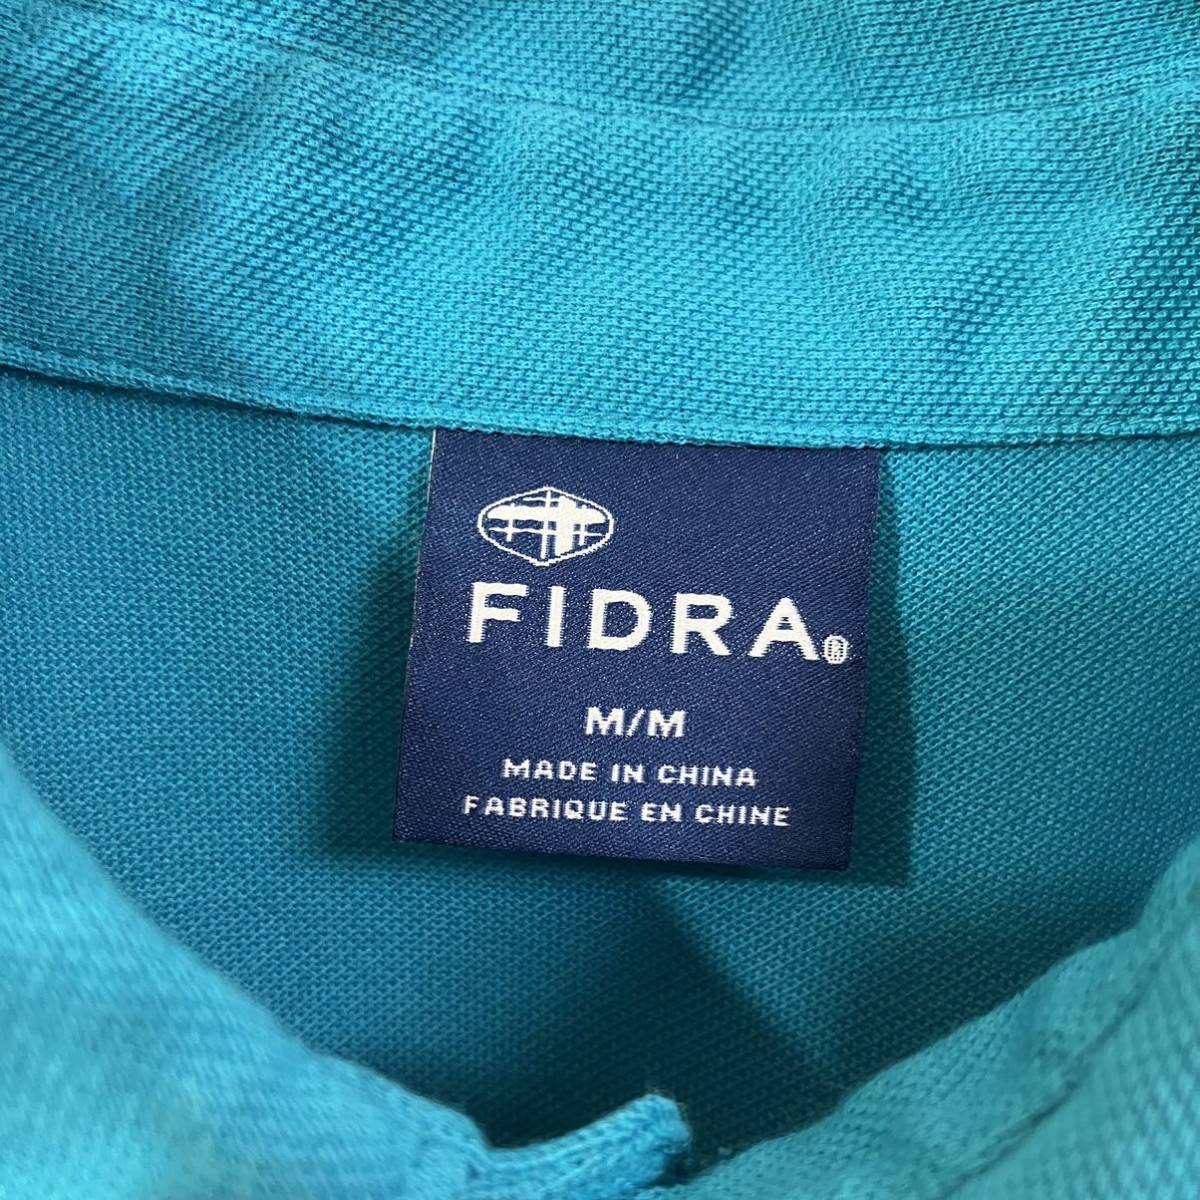 FIDRA®
M/M
MADE IN CHINA
FABRIQUE EN CHINE